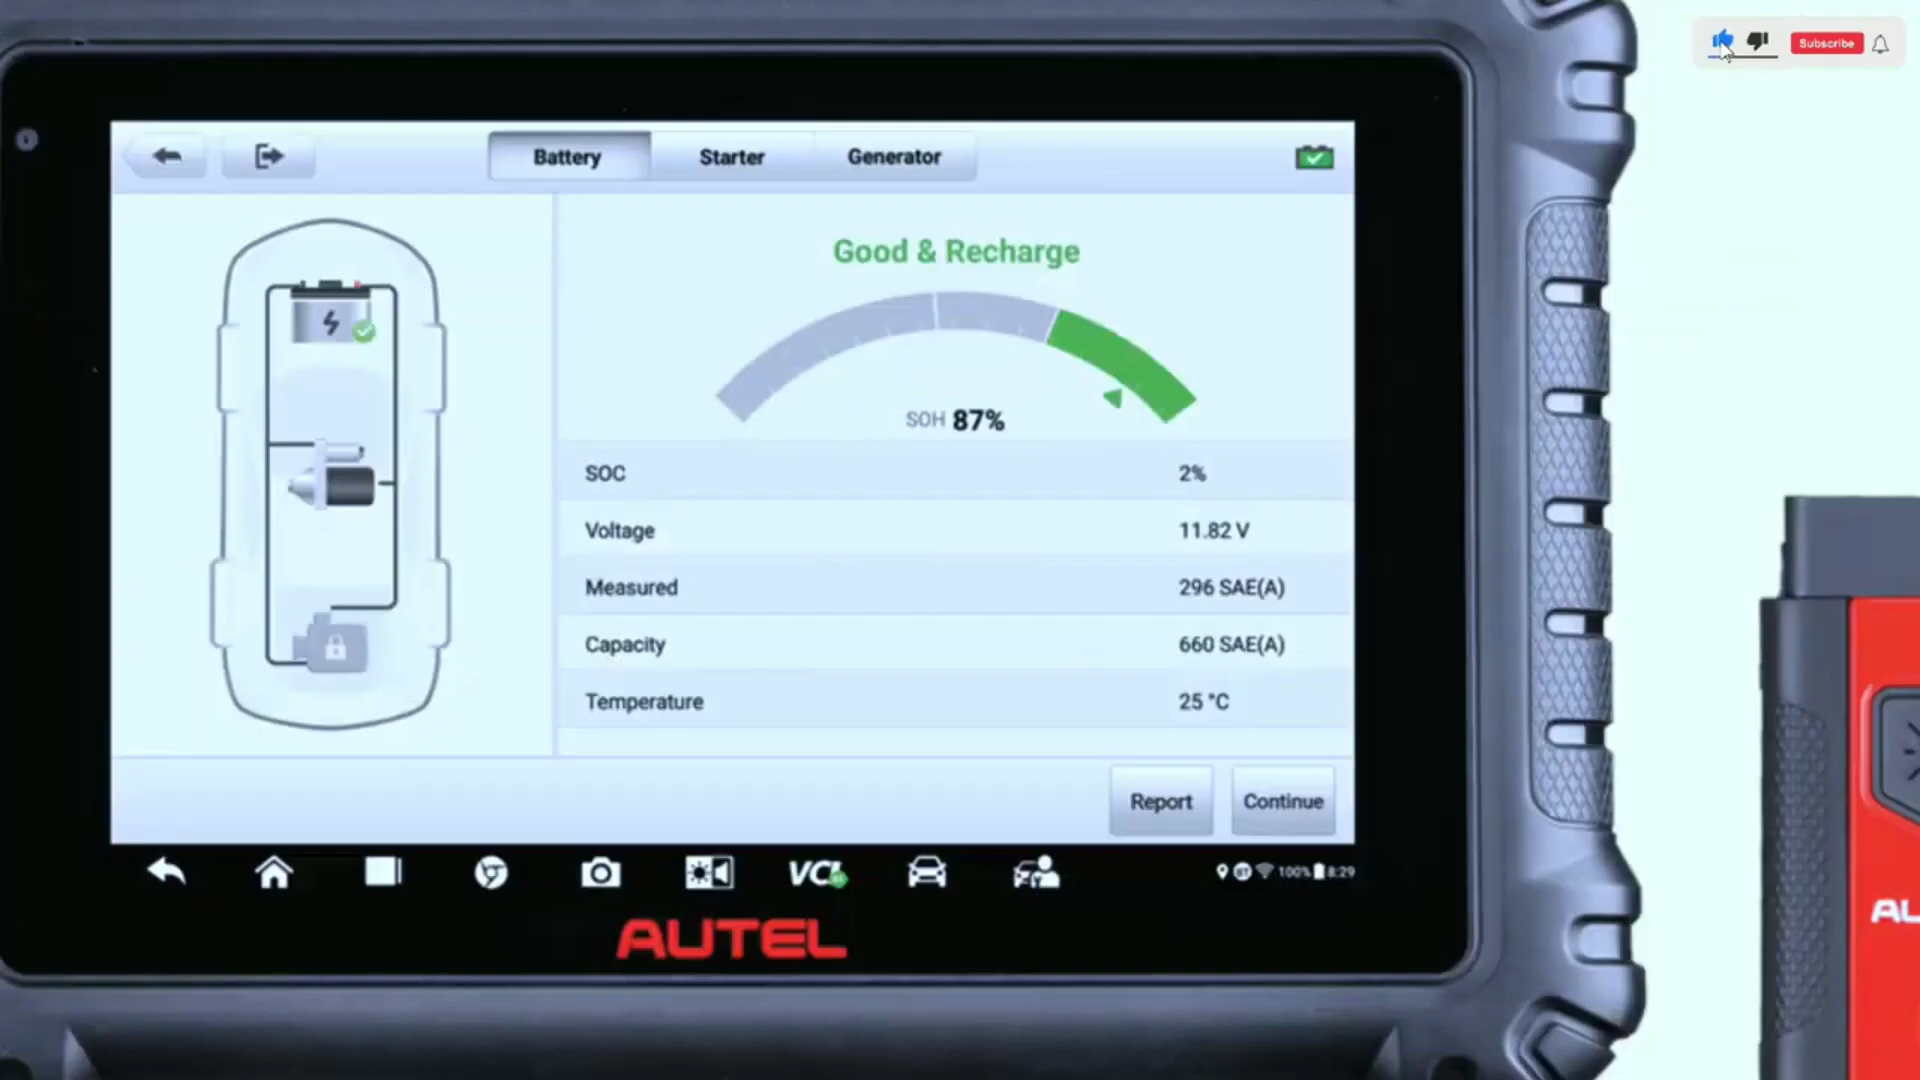 Subscribe
Battery Starter Generator
Good & Recharge
SOH 87%
SOC 2%
Voltage 11.82 V
Measured 296 SAE(A)
Capacity 660 SAE(A)
Temperature 25 °C
Report Continue
VCI
100% 8:29
AUTEL
AU